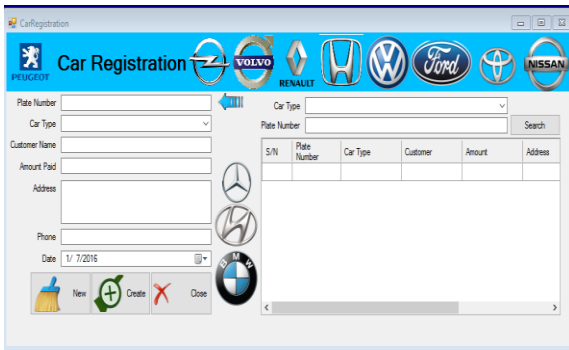 CarRegistration
PEUGEOT
Car Registration
VOLVO
RENAULT
Ford
NISSAN
Plate Number
Car Type
Customer Name
Amount Paid
Address
Phone
Date 1/ 7/2016
New Create Close
BMW
Car Type
Plate Number Search
S/N Plate Number Car Type Customer Amount Address